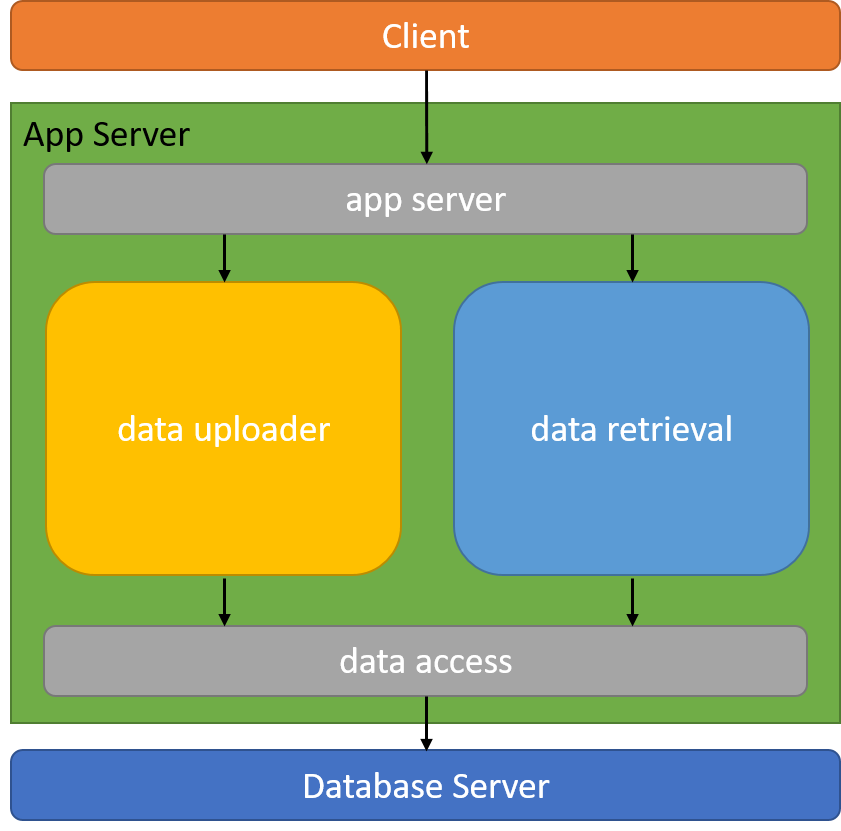 Client
App Server
app server
data uploader
data retrieval
data access
Database Server